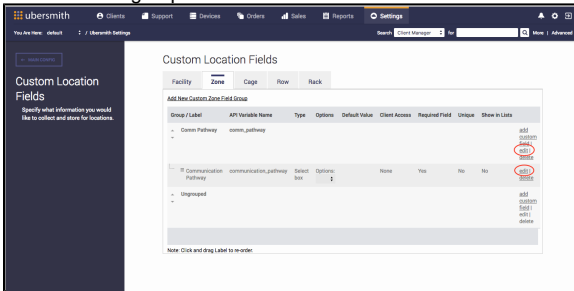 ubersmith Clients Support Devices Orders Sales Reports Settings
You Are Here: default / Ubersmith Settings Search Client Manager for More | Advanced
Custom Location Fields
Custom Location
Fields
Specify what information you would
like to collect and store for locations.
Facility Zone Cage Row Rack
Add New Custom Zone Field Group
Group / Label API Variable Name Type Options Default Value Client Access Required Field Unique Show in Lists
Comm Pathway comm_pathway add
custom
field |
edit |
delete
Communication communication_pathway Select Options: None Yes No No edit |
Pathway box delete
Ungrouped add
custom
field |
edit |
delete
Note: Click and drag Label to re-order.